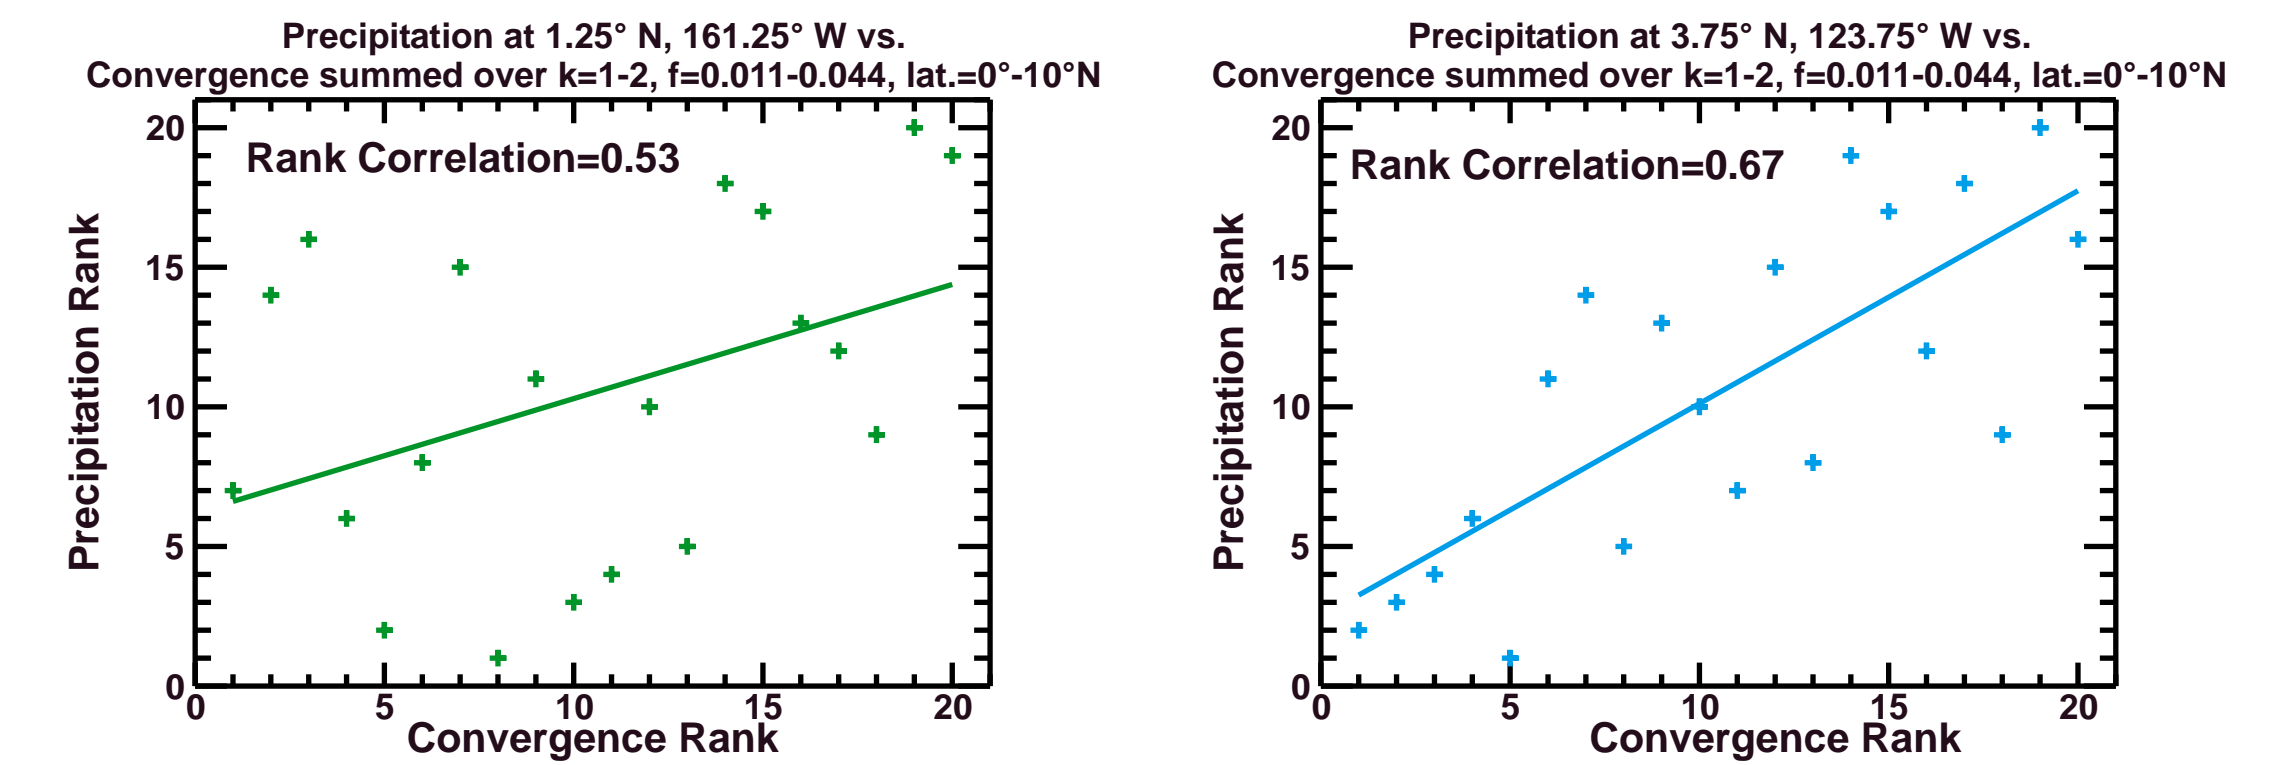 Precipitation at 1.25° N, 161.25° W vs.
Convergence summed over k=1-2, f=0.011-0.044, lat.=0°-10°N
Rank Correlation=0.53
Precipitation Rank
20
15
10
5
0
0 5 10 15 20
Convergence Rank
Precipitation at 3.75° N, 123.75° W vs.
Convergence summed over k=1-2, f=0.011-0.044, lat.=0°-10°N
Rank Correlation=0.67
Precipitation Rank
20
15
10
5
0
0 5 10 15 20
Convergence Rank